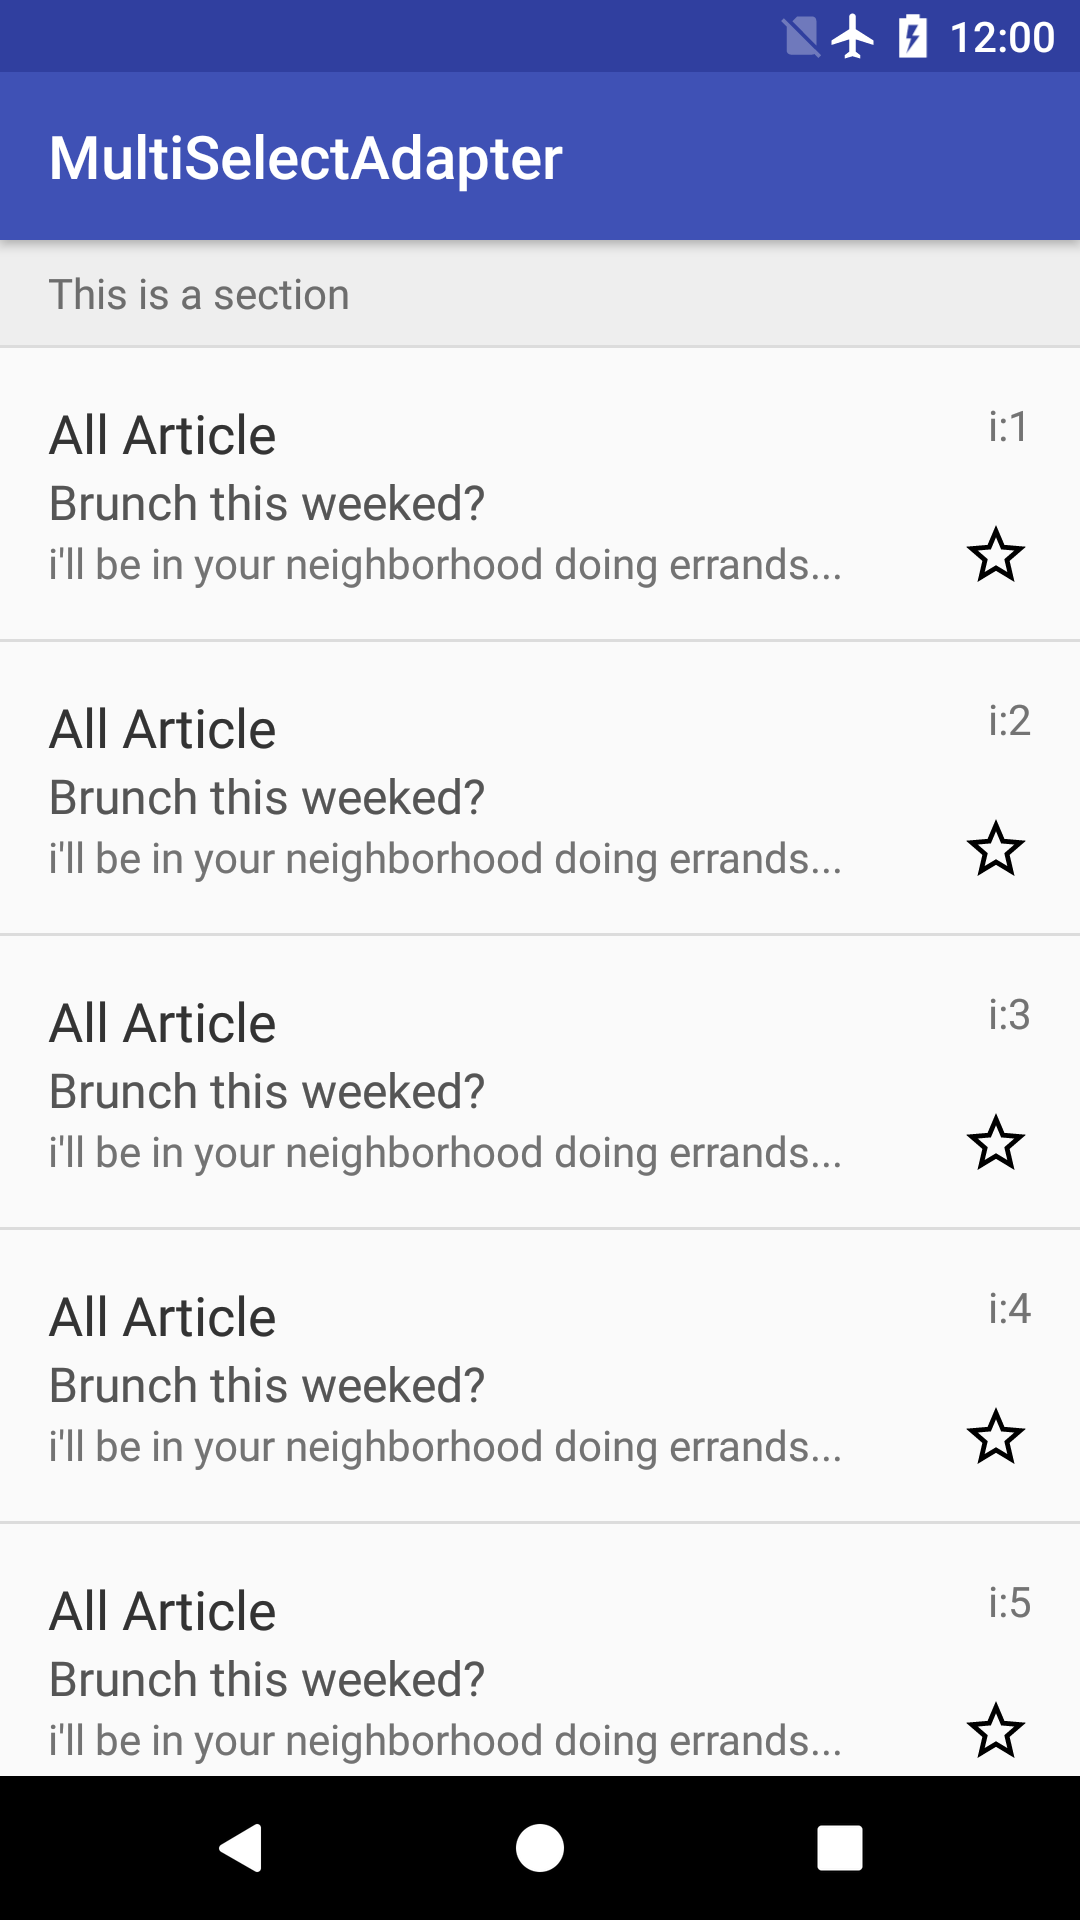 12:00
MultiSelectAdapter
This is a section
All Article
i:1
Brunch this weeked?
i'll be in your neighborhood doing errands...
All Article
i:2
Brunch this weeked?
i'll be in your neighborhood doing errands...
All Article
i:3
Brunch this weeked?
i'll be in your neighborhood doing errands...
All Article
i:4
Brunch this weeked?
i'll be in your neighborhood doing errands...
All Article
i:5
Brunch this weeked?
i'll be in your neighborhood doing errands...